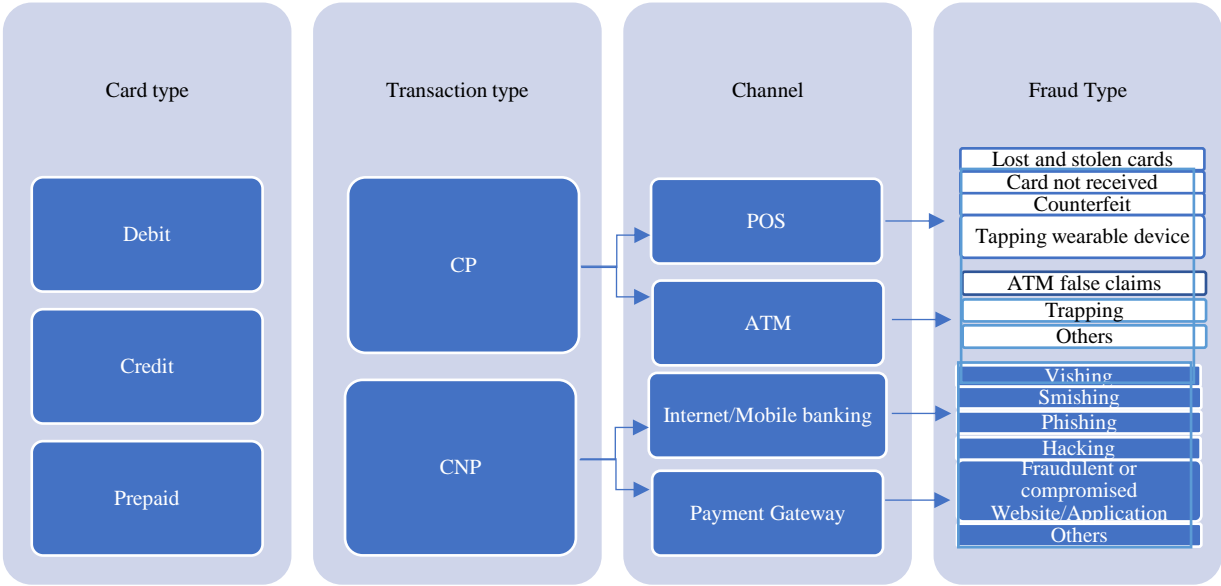 Card type
Debit
Credit
Prepaid
Transaction type
CP
CNP
Channel
POS
ATM
Internet/Mobile banking
Payment Gateway
Fraud Type
Lost and stolen cards
Card not received
Counterfeit
Tapping wearable device
ATM false claims
Trapping
Others
Vishing
Smishing
Phishing
Hacking
Fraudulent or
compromised
Website/Application
Others